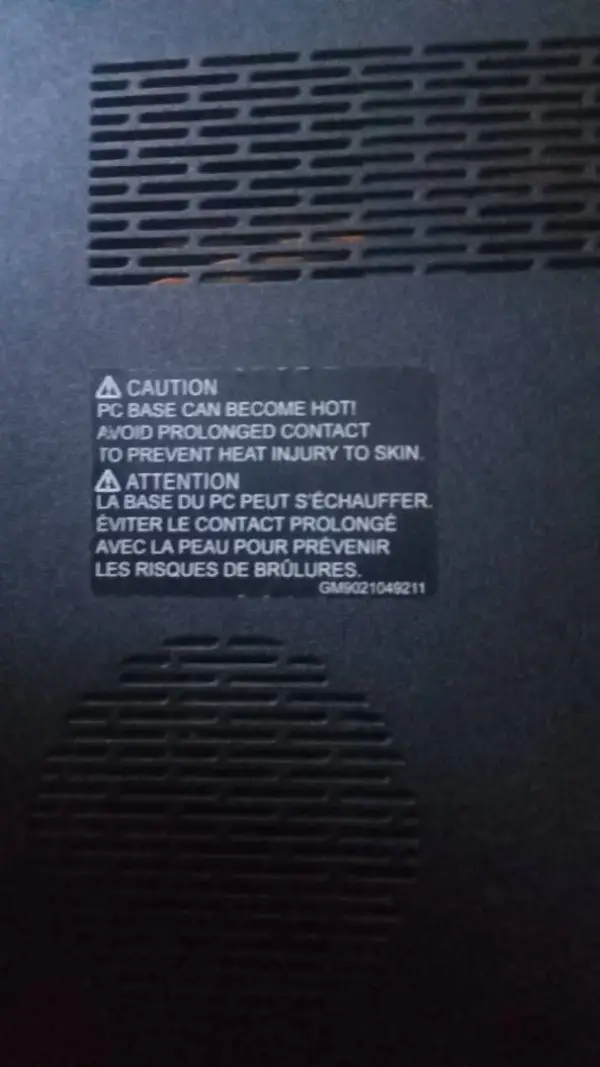 ⚠ CAUTION
PC BASE CAN BECOME HOT!
AVOID PROLONGED CONTACT
TO PREVENT HEAT INJURY TO SKIN.
⚠ ATTENTION
LA BASE DU PC PEUT S'ÉCHAUFFER.
ÉVITER LE CONTACT PROLONGÉ
AVEC LA PEAU POUR PRÉVENIR
LES RISQUES DE BRÛLURES.
GM9021049211